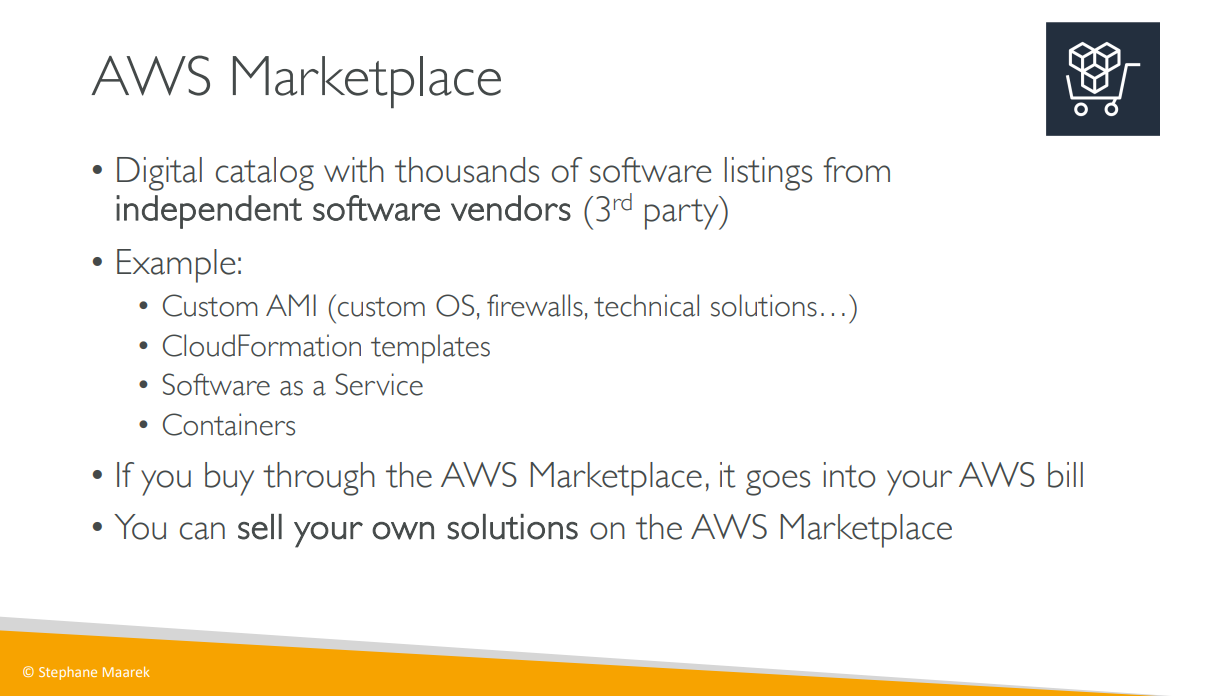 AWS Marketplace
• Digital catalog with thousands of software listings from
independent software vendors (3rd party)
• Example:
• Custom AMI (custom OS, firewalls, technical solutions…)
• CloudFormation templates
• Software as a Service
• Containers
• If you buy through the AWS Marketplace, it goes into your AWS bill
• You can sell your own solutions on the AWS Marketplace
© Stephane Maarek